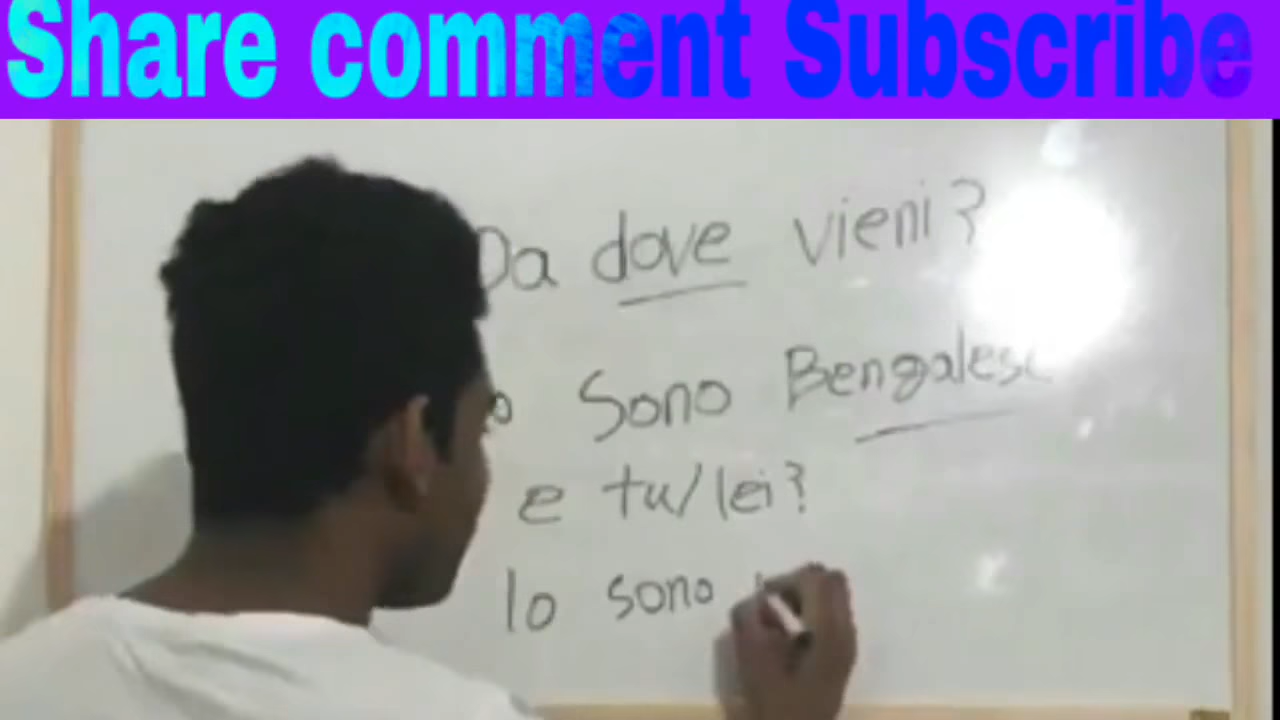 Share comment Subscribe
Da dove vieni?
Sono Bengalese
e tu/lei?
Io sono